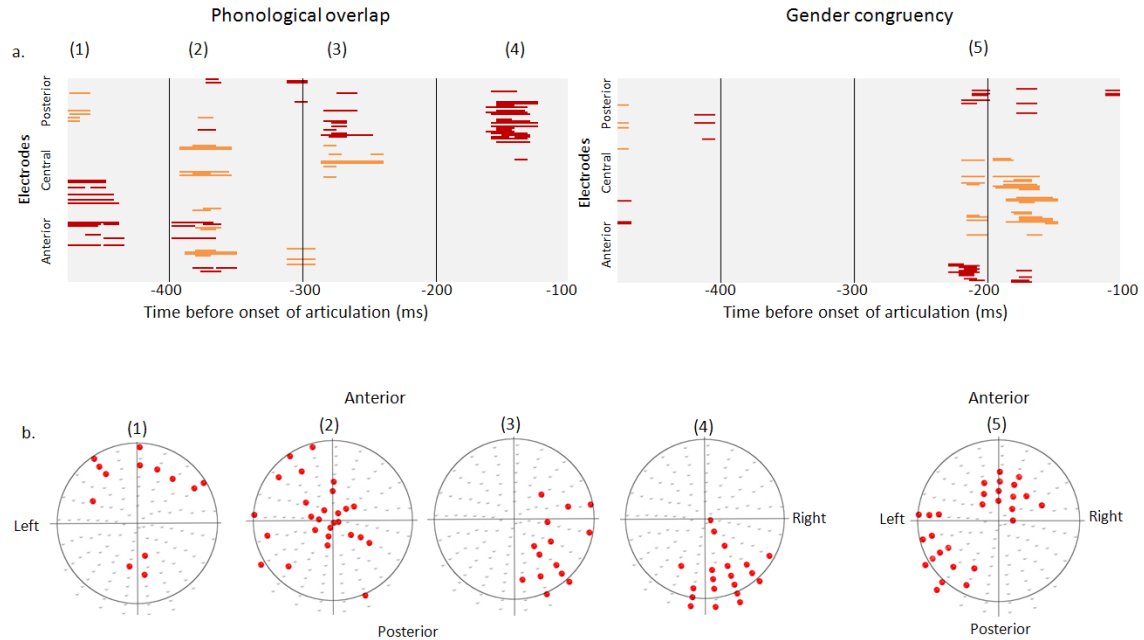 Phonological overlap
Gender congruency
a.
(1) (2) (3) (4)
(5)
Electrodes
Posterior
Central
Anterior
-400 -300 -200 -100
Time before onset of articulation (ms)
Electrodes
Posterior
Central
Anterior
-400 -300 -200 -100
Time before onset of articulation (ms)
b.
Anterior
Anterior
(1) (2) (3) (4) (5)
Left
Right
Left
Right
Posterior
Posterior